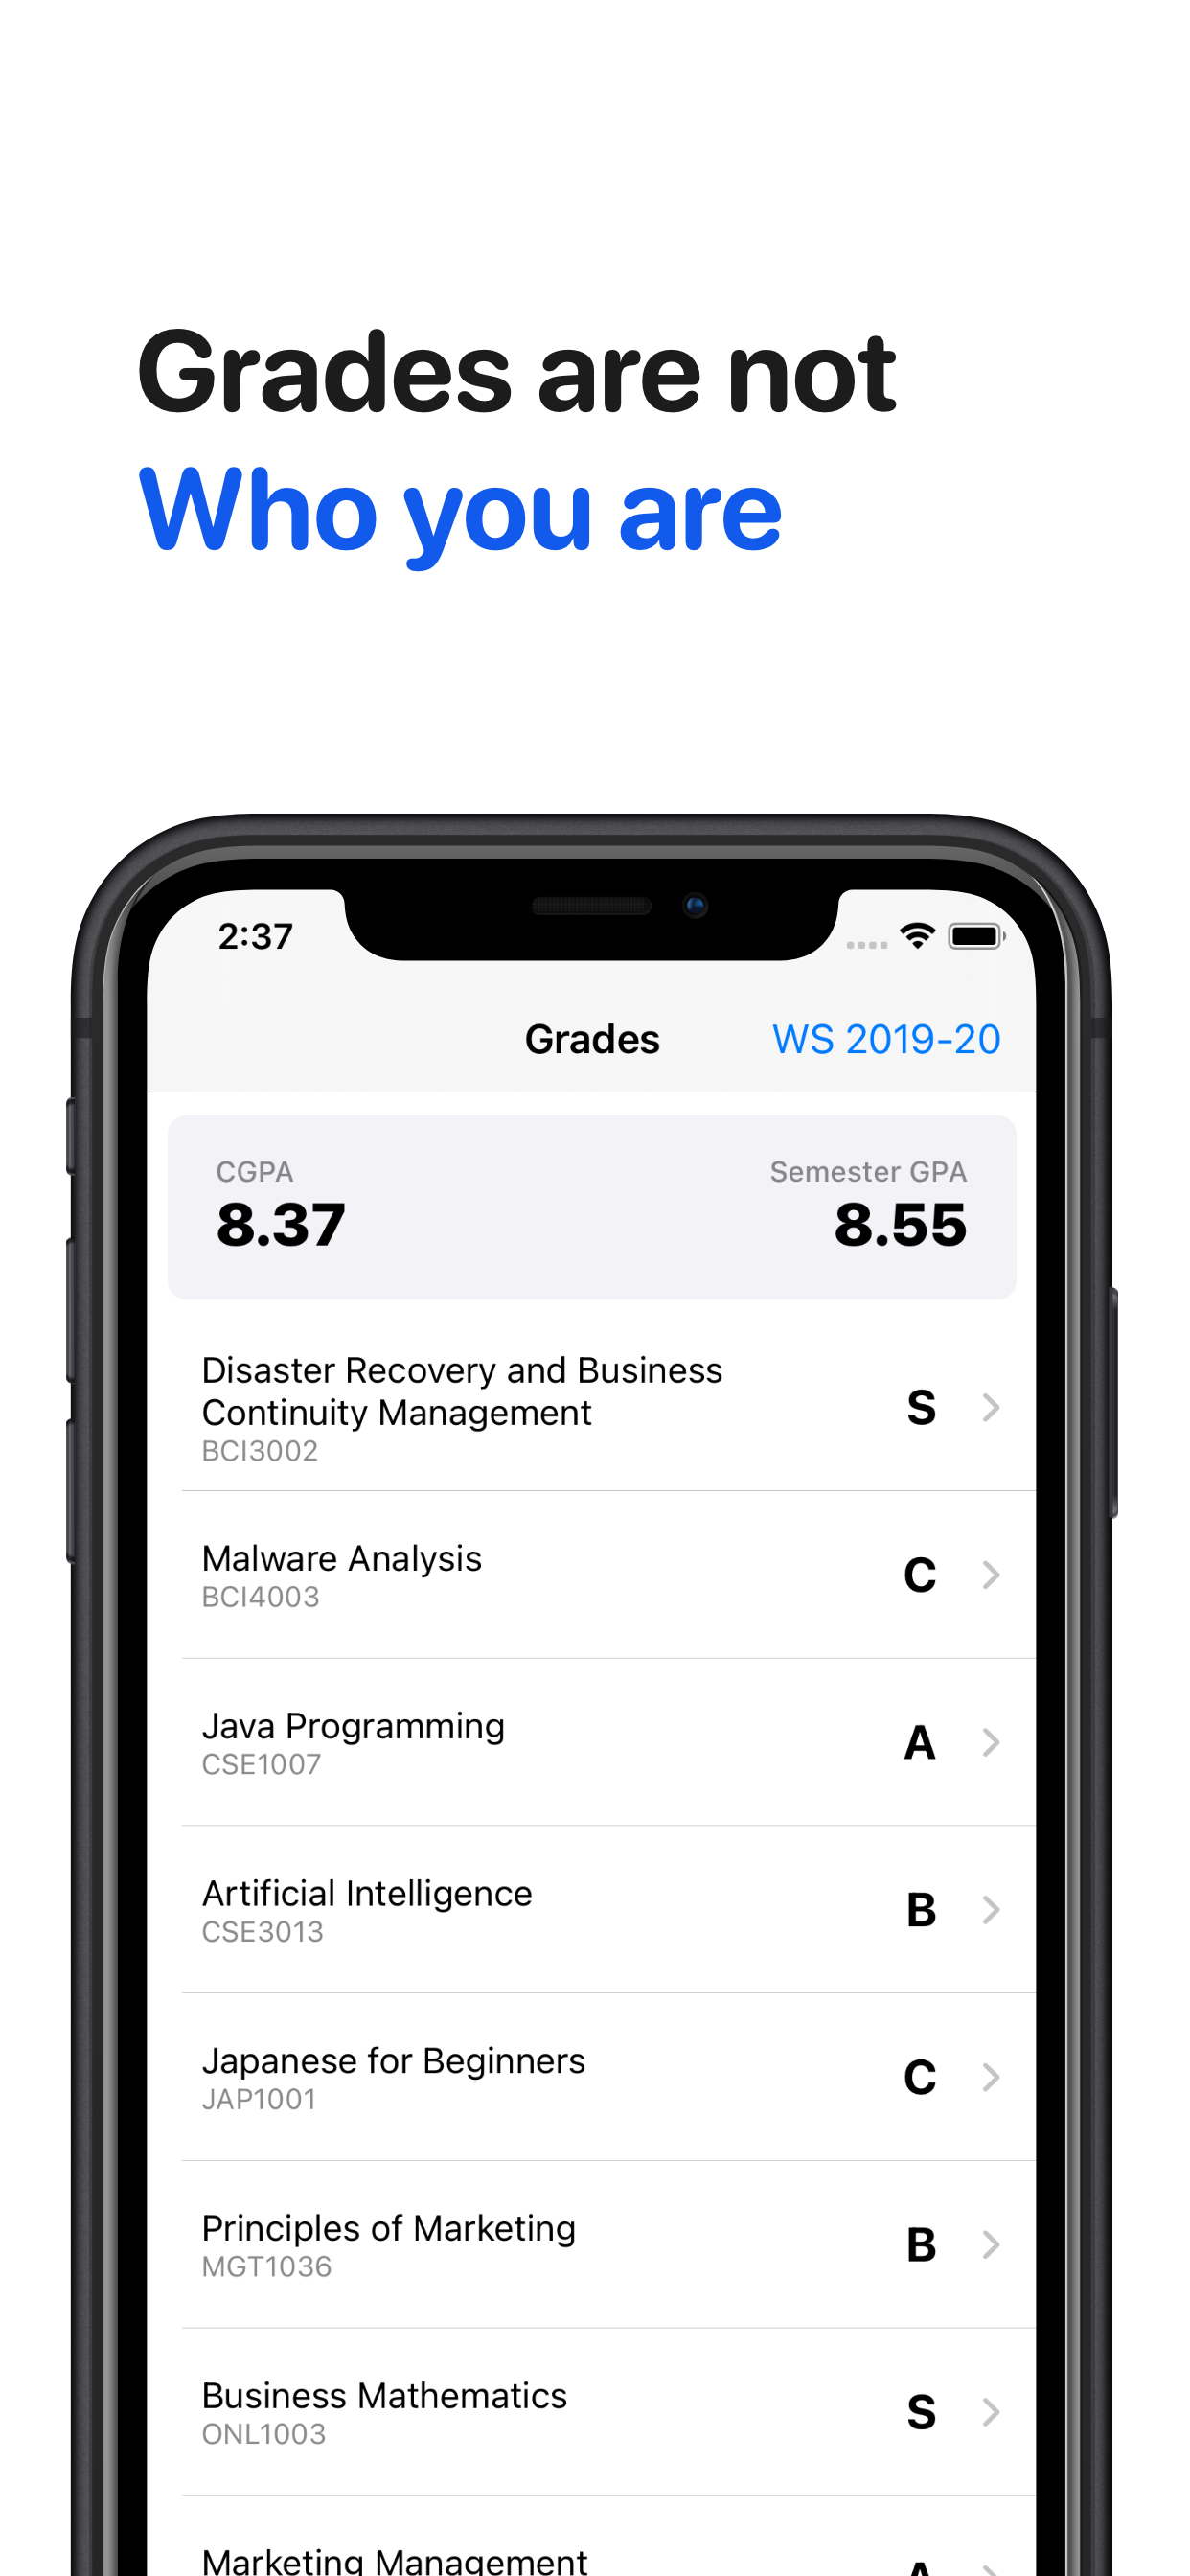 Grades are not
Who you are
2:37
Grades
WS 2019-20
CGPA
Semester GPA
8.37
8.55
Disaster Recovery and Business
Continuity Management
S
BCI3002
Malware Analysis
C
BCI4003
Java Programming
A
CSE1007
Artificial Intelligence
B
CSE3013
Japanese for Beginners
C
JAP1001
Principles of Marketing
B
MGT1036
Business Mathematics
S
ONL1003
Marketing Management
A